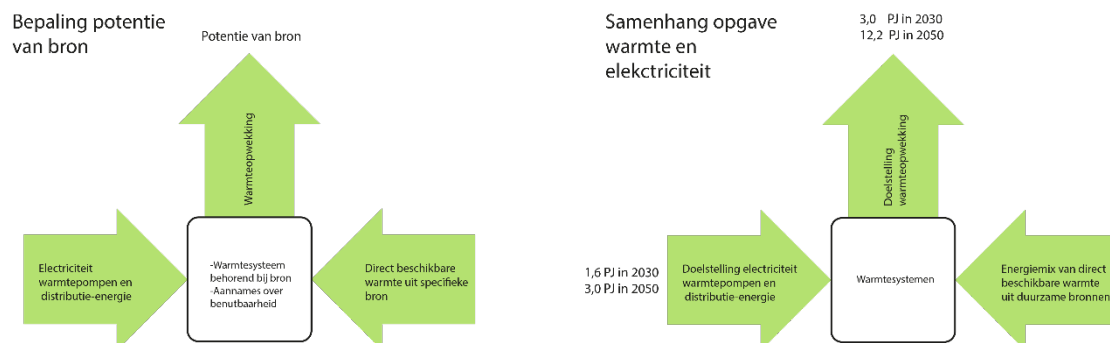 Bepaling potentie
van bron
Potentie van bron
Warmteopwekking
Electriciteit
warmtepompen en
distributie-energie
-Warmtesysteem
behorend bij bron
-Aannames over
benutbaarheid
Direct beschikbare
warmte uit specifieke
bron
Samenhang opgave
warmte en
elekctriciteit
3,0 PJ in 2030
12,2 PJ in 2050
Doelstelling
warmteopwekking
1,6 PJ in 2030
3,0 PJ in 2050
Doelstelling electriciteit
warmtepompen en
distributie-energie
Warmtesystemen
Energiemix van direct
beschikbare warmte
uit duurzame bronnen